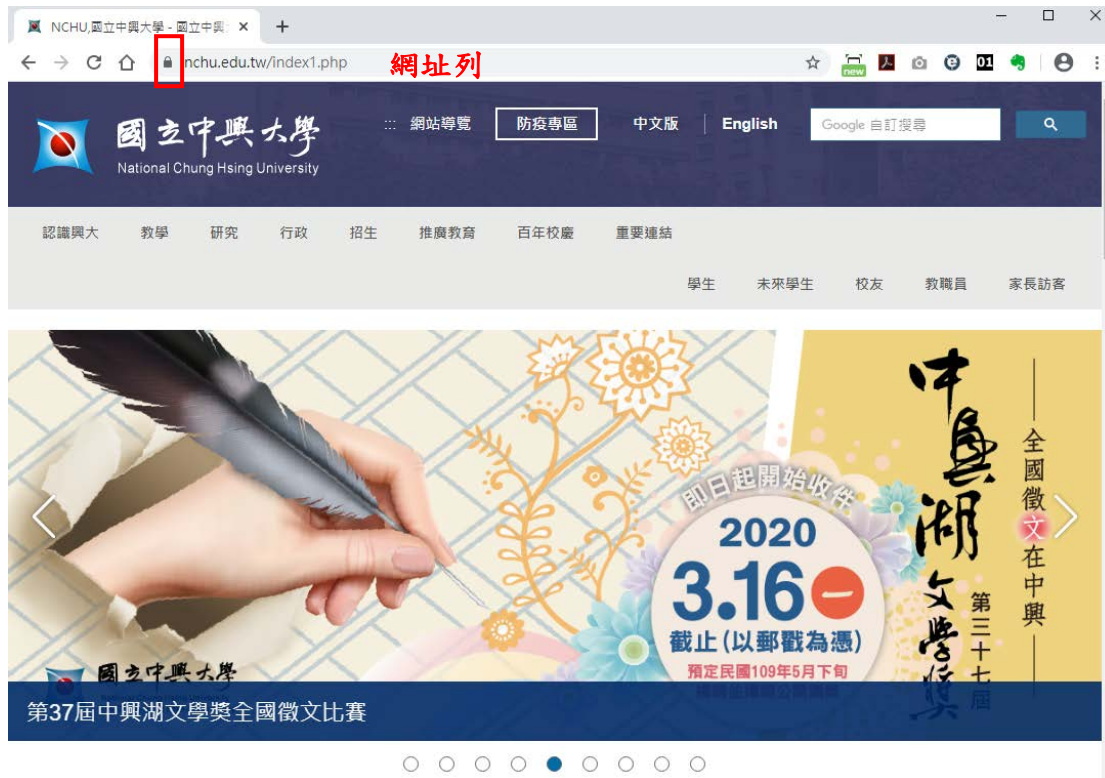 NCHU,國立中興大學 - 國立中興
nchu.edu.tw/index1.php
網址列
new
01
國立中興大學
National Chung Hsing University
::: 網站導覽
防疫專區
中文版
English
Google 自訂搜尋
認識興大 教學 研究 行政 招生 推廣教育 百年校慶 重要連結
學生 未來學生 校友 教職員 家長訪客
即日起開始收件
2020
3.16 一
截止(以郵戳為憑)
預定民國109年5月下旬
中興湖文學獎
第三十七屆
全國徵文在中興
國立中興大學
第37屆中興湖文學獎全國徵文比賽